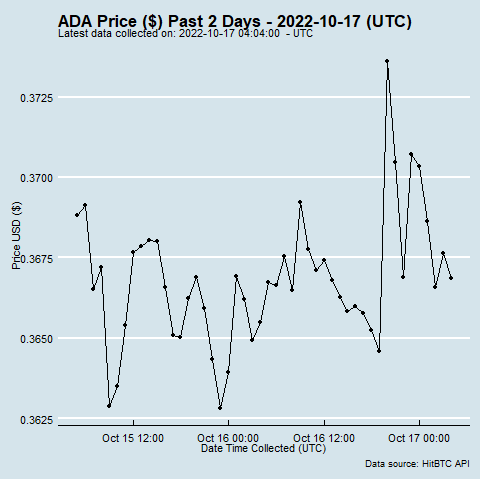 ADA Price ($) Past 2 Days - 2022-10-17 (UTC)
Latest data collected on: 2022-10-17 04:04:00 - UTC
Price USD ($)
0.3725
0.3700
0.3675
0.3650
0.3625
Oct 15 12:00
Oct 16 00:00
Oct 16 12:00
Oct 17 00:00
Date Time Collected (UTC)
Data source: HitBTC API